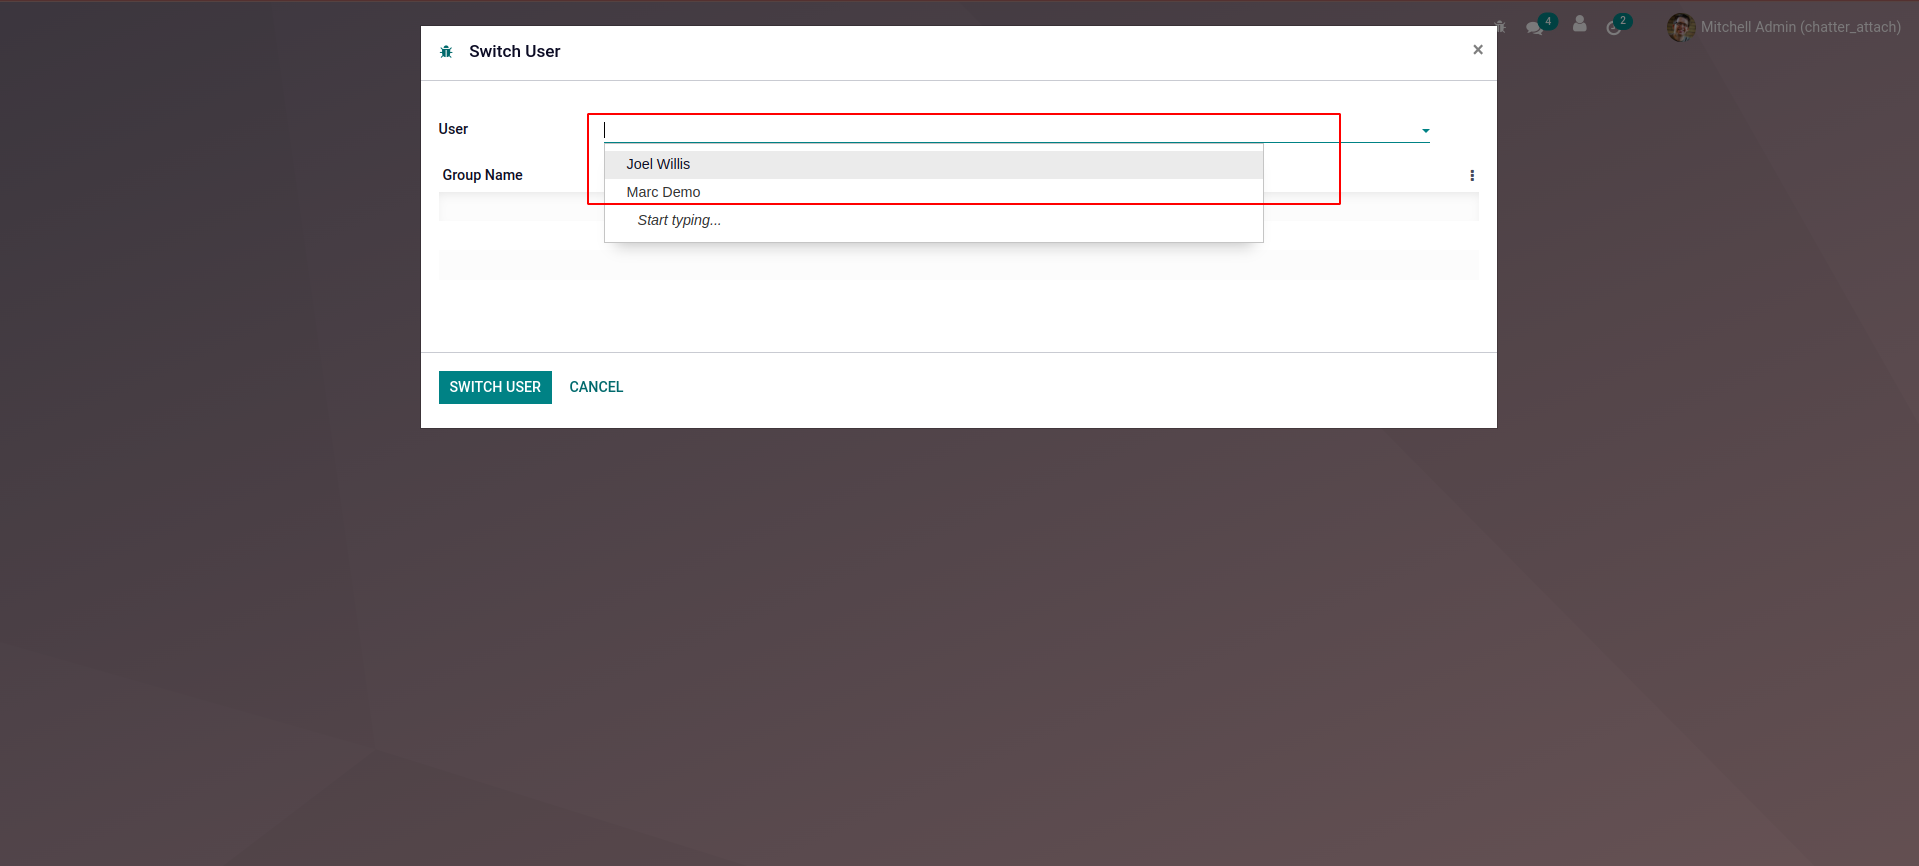 4
2
Mitchell Admin (chatter_attach)
Switch User
×
User
Joel Willis
Marc Demo
Start typing...
Group Name
SWITCH USER
CANCEL